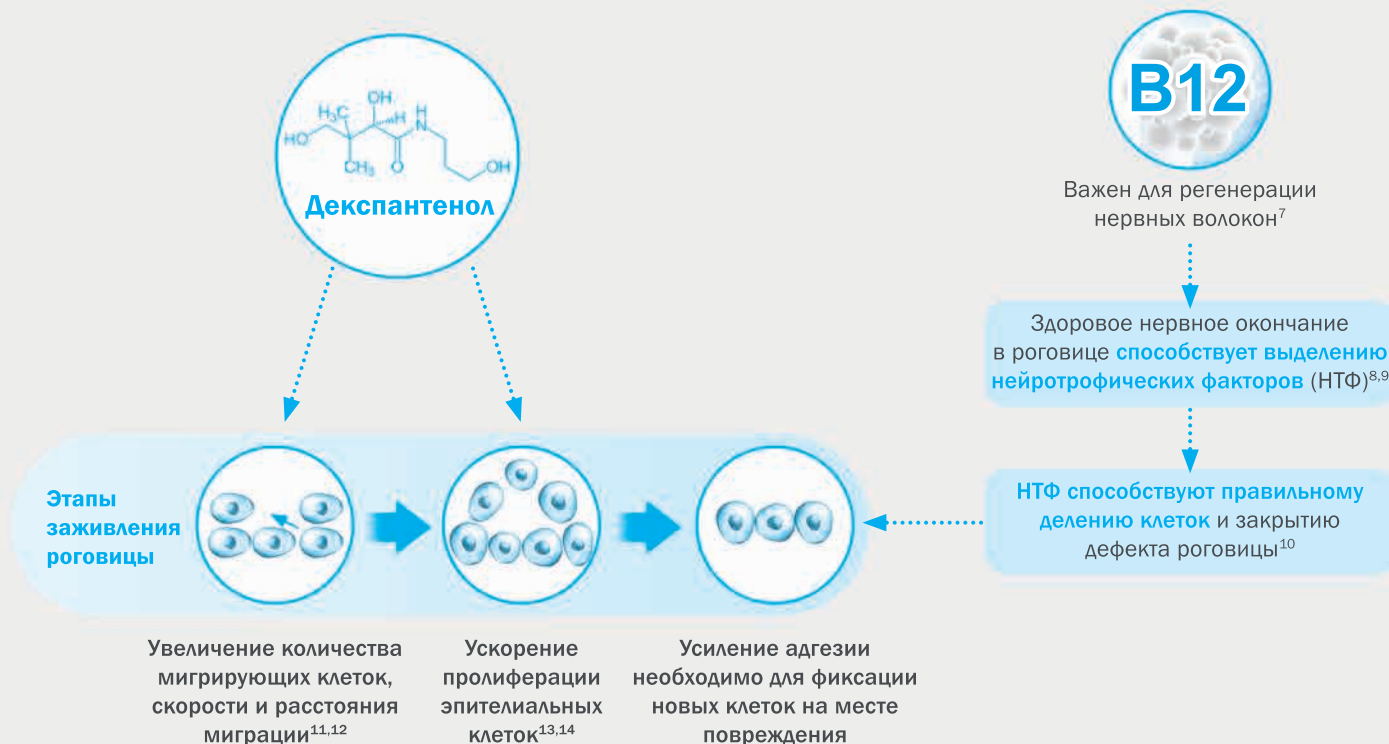 OH
H₃C
H
H
N
HO
CH₃
O
OH
Декспантенол
B12
Важен для регенерации
нервных волокон⁷
Здоровое нервное окончание
в роговице способствует выделению
нейротрофических факторов (НТФ)⁸,⁹
НТФ способствуют правильному
делению клеток и закрытию
дефекта роговицы¹⁰
Этапы
заживления
роговицы
Увеличение количества
мигрирующих клеток,
скорости и расстояния
миграции¹¹,¹²
Ускорение
пролиферации
эпителиальных
клеток¹³,¹⁴
Усиление адгезии
необходимо для фиксации
новых клеток на месте
повреждения